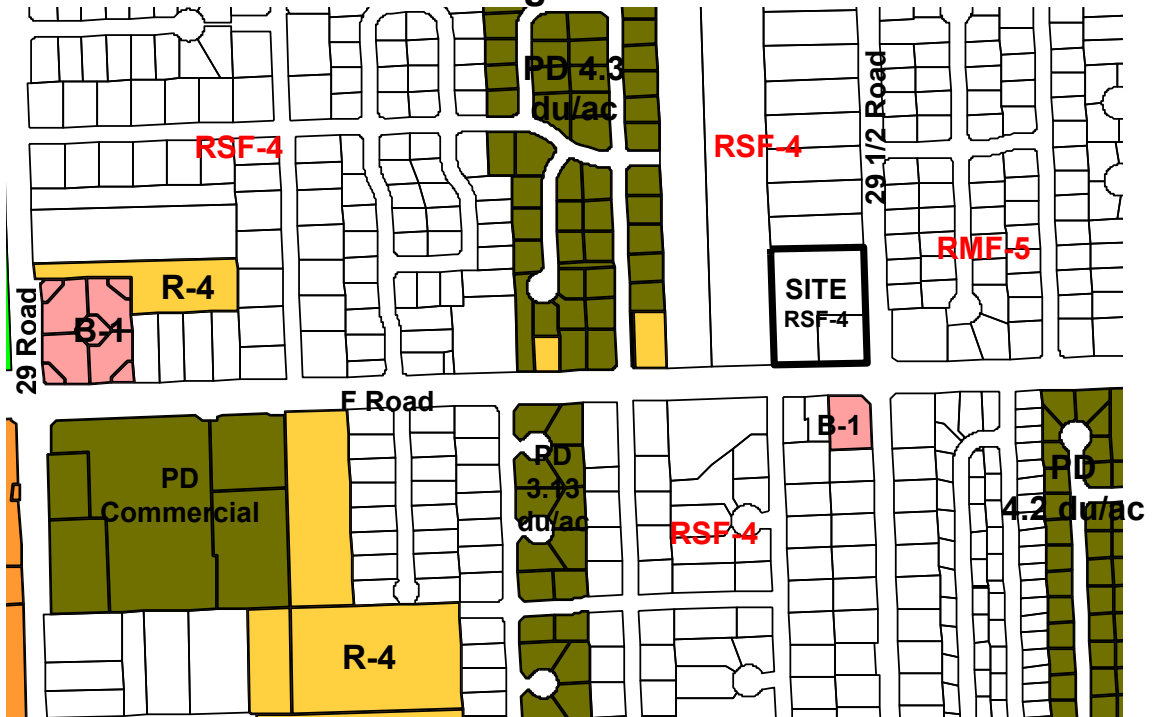 PD 4.3
du/ac
RSF-4
RSF-4
29 1/2 Road
RMF-5
R-4
SITE
RSF-4
29 Road
B-1
F Road
B-1
PD
Commercial
PD
3.13
du/ac
RSF-4
PD
4.2 du/ac
R-4